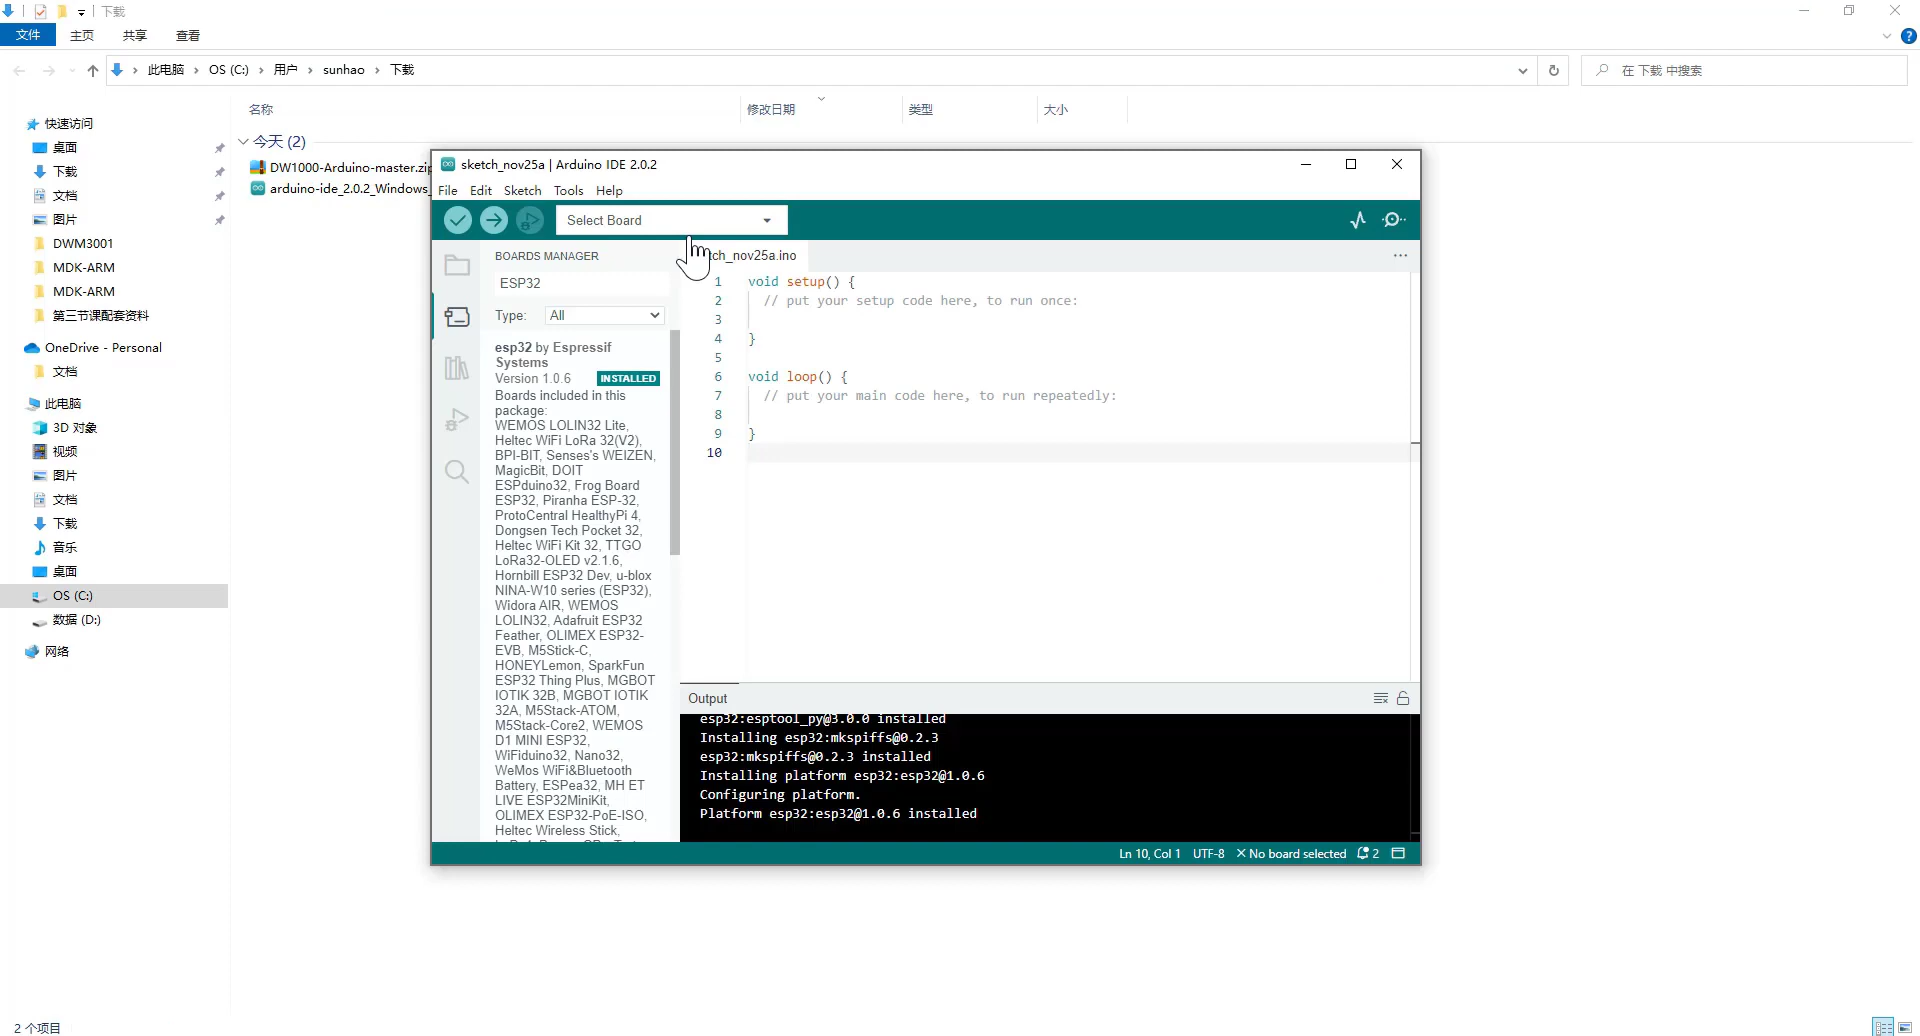 下载
文件 主页 共享 查看
此电脑 › OS (C:) › 用户 › sunhao › 下载
在 下载 中搜索
名称 修改日期 类型 大小
今天 (2)
DW1000-Arduino-master.zip
arduino-ide_2.0.2_Windows_
快速访问
桌面
下载
文档
图片
DWM3001
MDK-ARM
MDK-ARM
第三节课配套资料
OneDrive - Personal
文档
此电脑
3D 对象
视频
图片
文档
下载
音乐
桌面
OS (C:)
数据 (D:)
网络
2 个项目
sketch_nov25a | Arduino IDE 2.0.2
File Edit Sketch Tools Help
Select Board
BOARDS MANAGER
ESP32
Type: All
esp32 by Espressif
Systems
Version 1.0.6 INSTALLED
Boards included in this
package:
WEMOS LOLIN32 Lite,
Heltec WiFi LoRa 32(V2),
BPI-BIT, Senses's WEIZEN,
MagicBit, DOIT
ESPduino32, Frog Board
ESP32, Piranha ESP-32,
ProtoCentral HealthyPi 4,
Dongsen Tech Pocket 32,
Heltec WiFi Kit 32, TTGO
LoRa32-OLED v2.1.6,
Hornbill ESP32 Dev, u-blox
NINA-W10 series (ESP32),
Widora AIR, WEMOS
LOLIN32, Adafruit ESP32
Feather, OLIMEX ESP32-
EVB, M5Stick-C,
HONEYLemon, SparkFun
ESP32 Thing Plus, MGBOT
IOTIK 32B, MGBOT IOTIK
32A, M5Stack-ATOM,
M5Stack-Core2, WEMOS
D1 MINI ESP32,
WiFiduino32, Nano32,
WeMos WiFi&Bluetooth
Battery, ESPea32, MH ET
LIVE ESP32MiniKit,
OLIMEX ESP32-PoE-ISO,
Heltec Wireless Stick,
tch_nov25a.ino
1 void setup() {
2 // put your setup code here, to run once:
3
4 }
5
6 void loop() {
7 // put your main code here, to run repeatedly:
8
9 }
10
Output
esp32:esptool_py@3.0.0 installed
Installing esp32:mkspiffs@0.2.3
esp32:mkspiffs@0.2.3 installed
Installing platform esp32:esp32@1.0.6
Configuring platform.
Platform esp32:esp32@1.0.6 installed
Ln 10, Col 1 UTF-8 ✕ No board selected 2